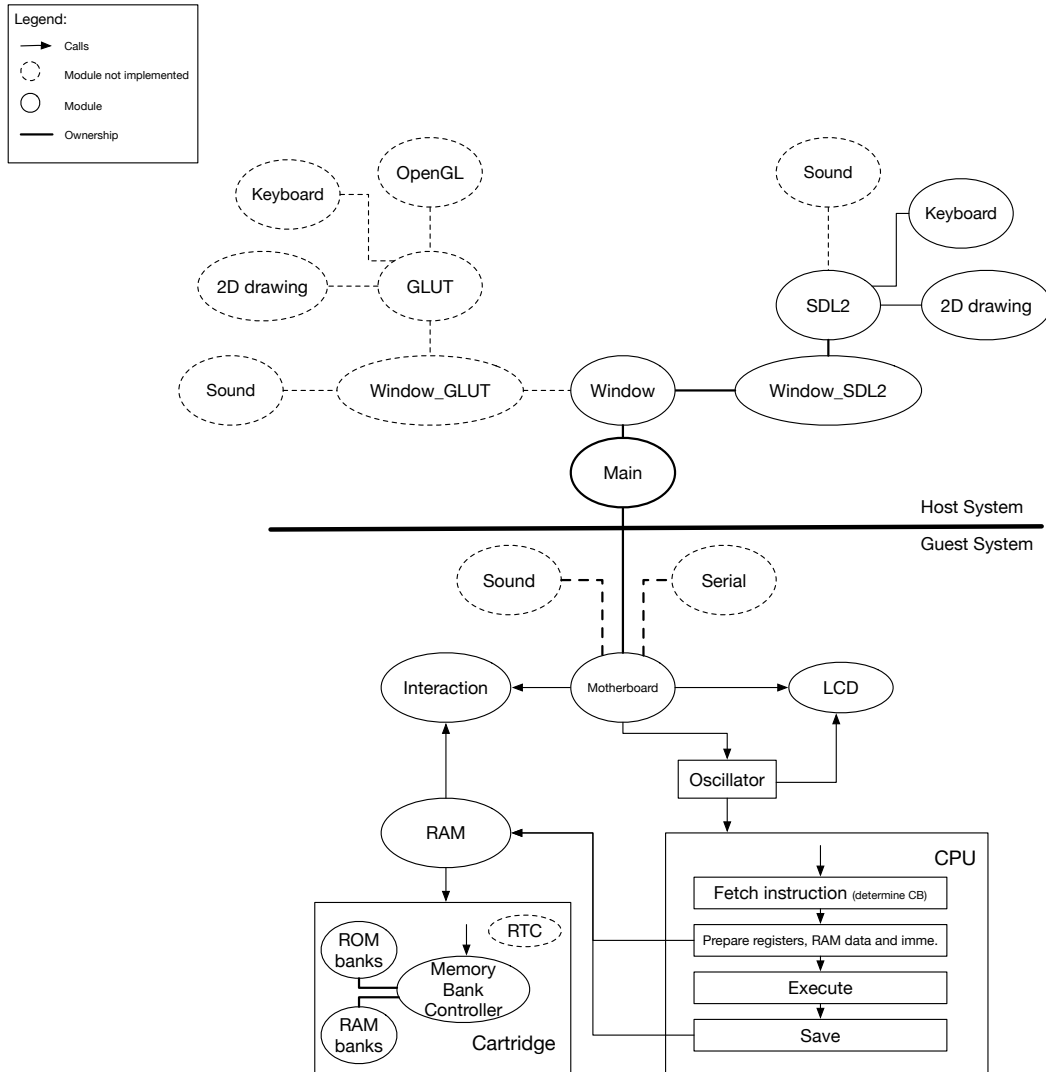 Legend:
Calls
Module not implemented
Module
Ownership
OpenGL
Sound
Keyboard
Keyboard
2D drawing
GLUT
SDL2
2D drawing
Sound
Window_GLUT
Window
Window_SDL2
Main
Host System
Guest System
Sound
Serial
Interaction
Motherboard
LCD
Oscillator
RAM
CPU
Fetch instruction (determine CB)
Prepare registers, RAM data and imme.
Execute
Save
RTC
ROM
banks
Memory
Bank
Controller
RAM
banks
Cartridge